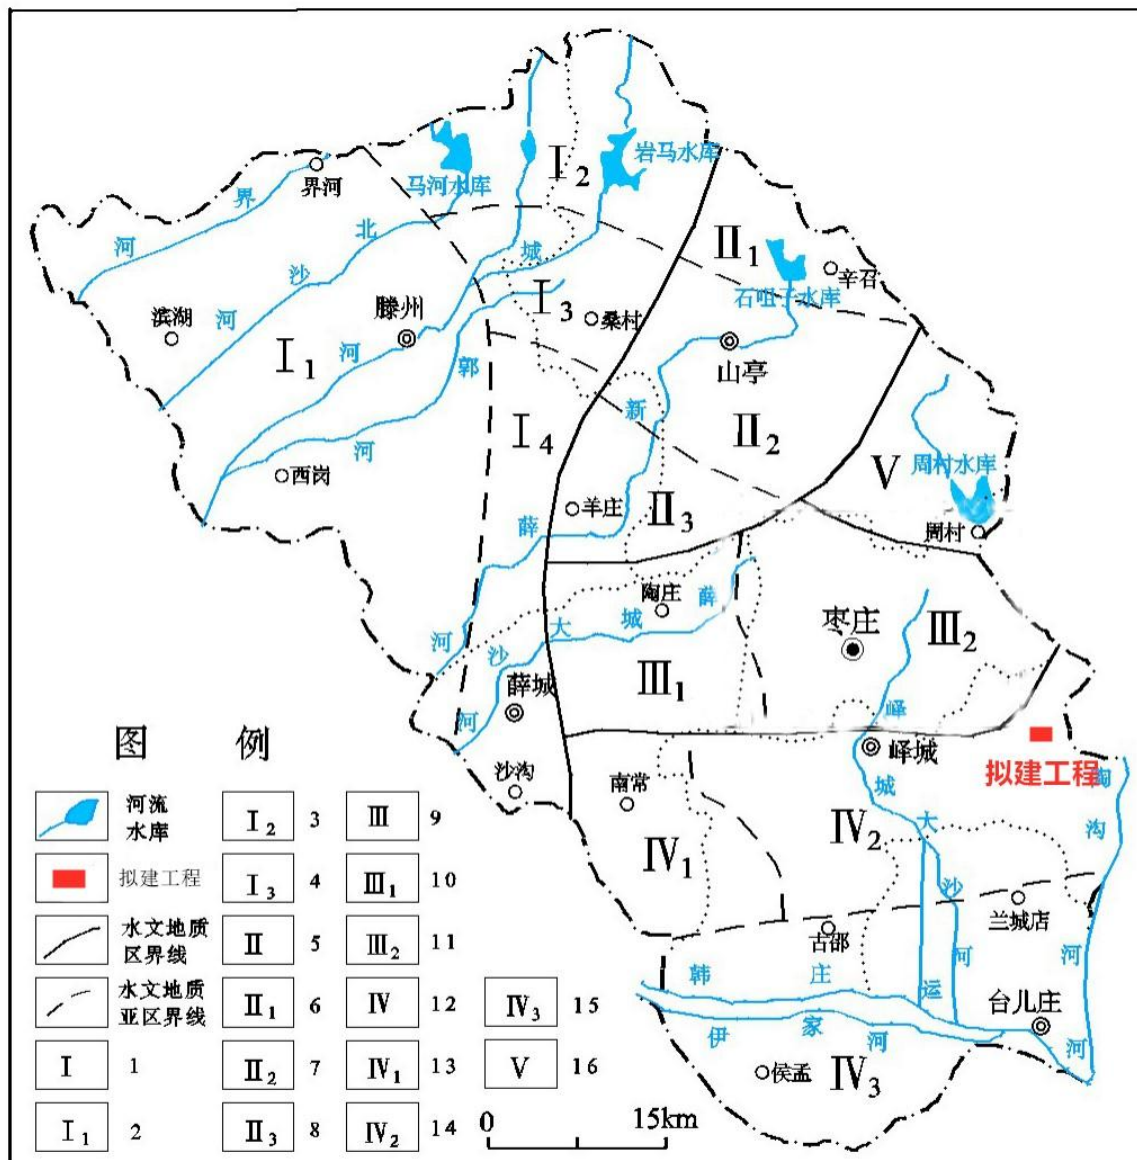 岩马水库
I₂
界河
马河水库
界
北
II₁
河
沙
城
辛召
石咀子水库
滨湖
河
滕州
I₃
桑村
I₁
河
郭
山亭
新
I₄
II₂
河
V
周村水库
西岗
羊庄
II₃
薛
周村
陶庄
薛
城
大
枣庄
III₂
河
沙
III₁
薛城
河
峄
峄城
拟建工程
陶
沙沟
南常
城
大
沟
IV₂
IV₁
沙
兰城店
古邵
河
河
韩
庄
运
台儿庄
伊
家
河
河
侯孟
IV₃
图 例
河流
水库
拟建工程
水文地质
区界线
水文地质
亚区界线
I 1
I₁ 2
I₂ 3
I₃ 4
II 5
II₁ 6
II₂ 7
II₃ 8
III 9
III₁ 10
III₂ 11
IV 12
IV₁ 13
IV₂ 14
IV₃ 15
V 16
0 15km